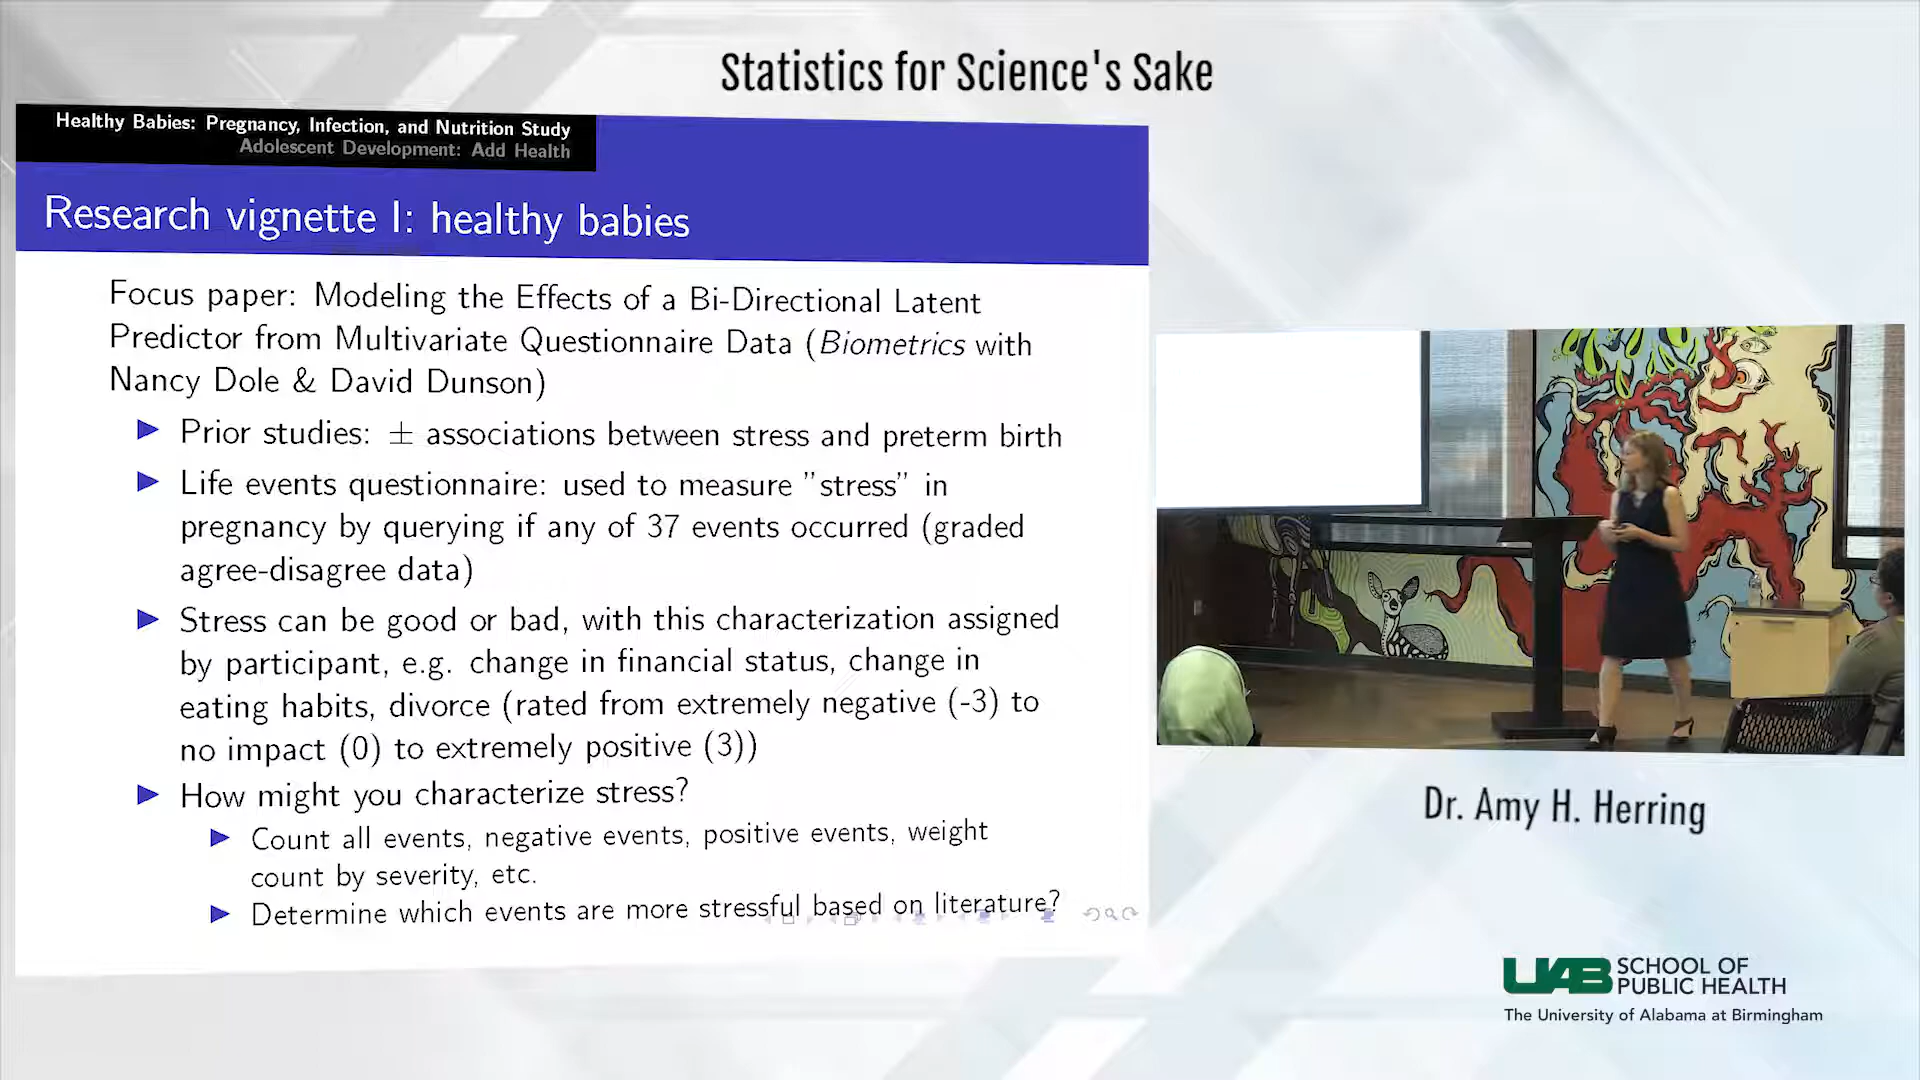 Statistics for Science's Sake
Healthy Babies: Pregnancy, Infection, and Nutrition Study
Adolescent Development: Add Health
Research vignette I: healthy babies
Focus paper: Modeling the Effects of a Bi-Directional Latent
Predictor from Multivariate Questionnaire Data (Biometrics with
Nancy Dole & David Dunson)
Prior studies: ± associations between stress and preterm birth
Life events questionnaire: used to measure "stress" in
pregnancy by querying if any of 37 events occurred (graded
agree-disagree data)
Stress can be good or bad, with this characterization assigned
by participant, e.g. change in financial status, change in
eating habits, divorce (rated from extremely negative (-3) to
no impact (0) to extremely positive (3))
How might you characterize stress?
Count all events, negative events, positive events, weight
count by severity, etc.
Determine which events are more stressful based on literature?
Dr. Amy H. Herring
UAB SCHOOL OF
PUBLIC HEALTH
The University of Alabama at Birmingham